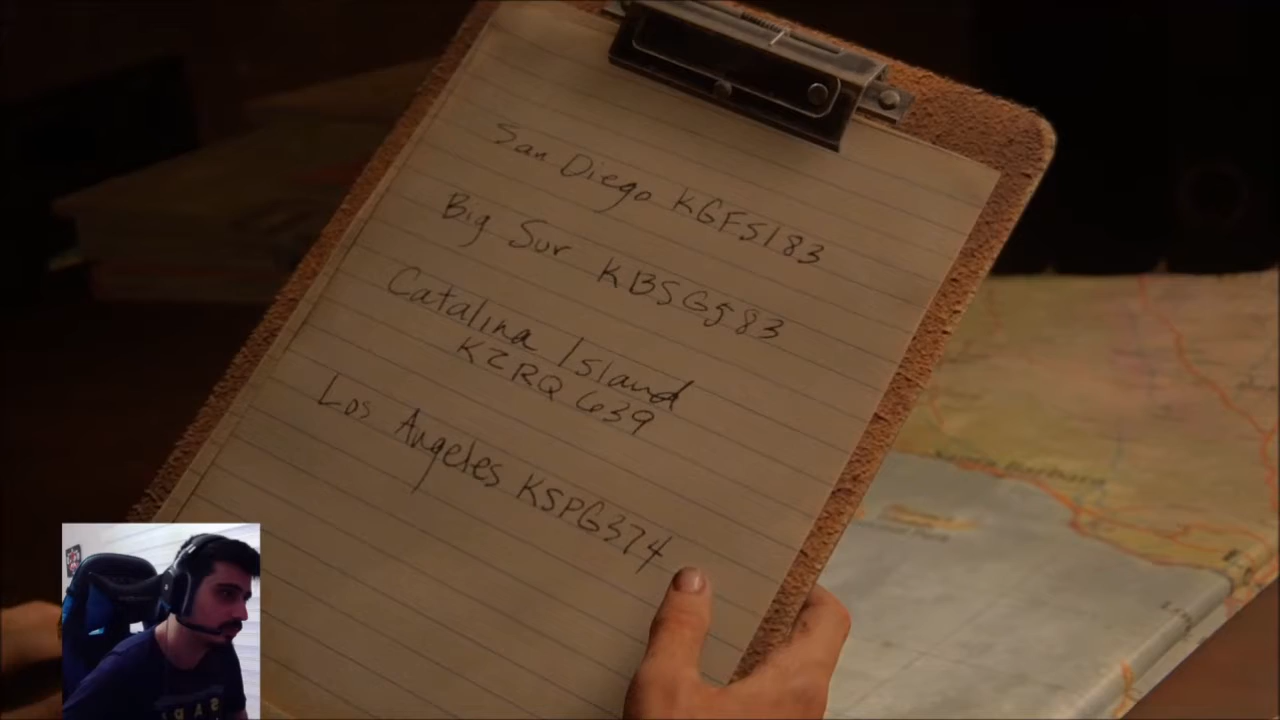 San Diego KGFS183
Big Sur KBSG583
Catalina Island
KZRQ 639
Los Angeles KSPG374